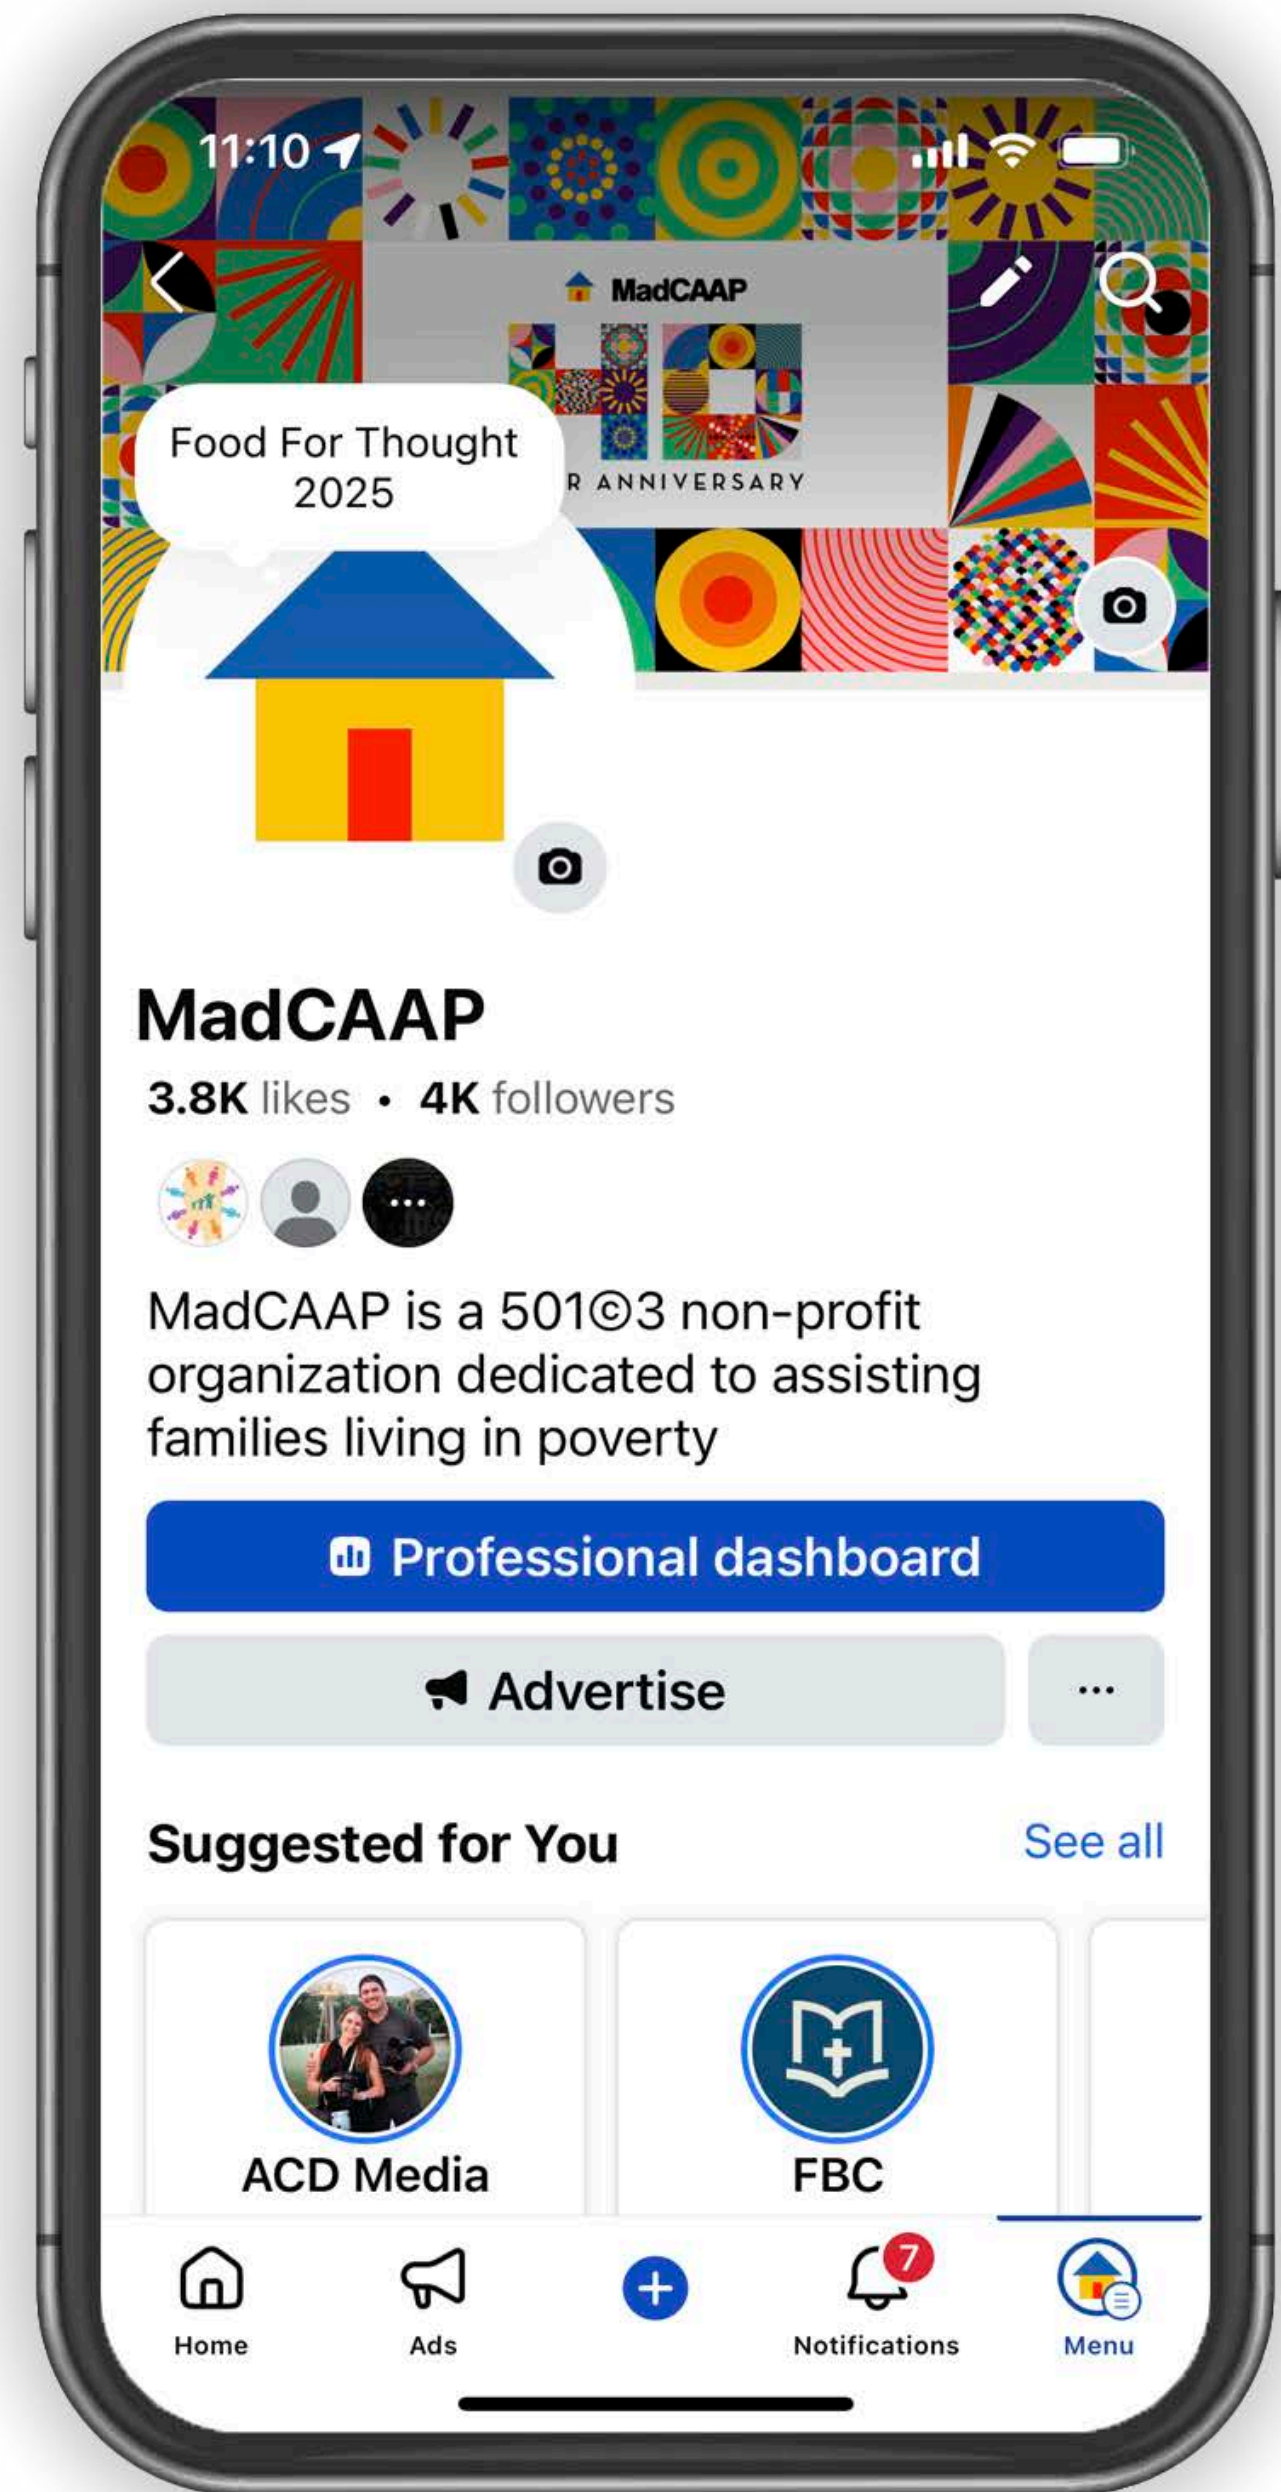 11:10
MadCAAP
40
R ANNIVERSARY
Food For Thought
2025
MadCAAP
3.8K likes • 4K followers
MadCAAP is a 501©3 non-profit
organization dedicated to assisting
families living in poverty
Professional dashboard
Advertise
Suggested for You
See all
ACD Media
FBC
7
Home
Ads
Notifications
Menu